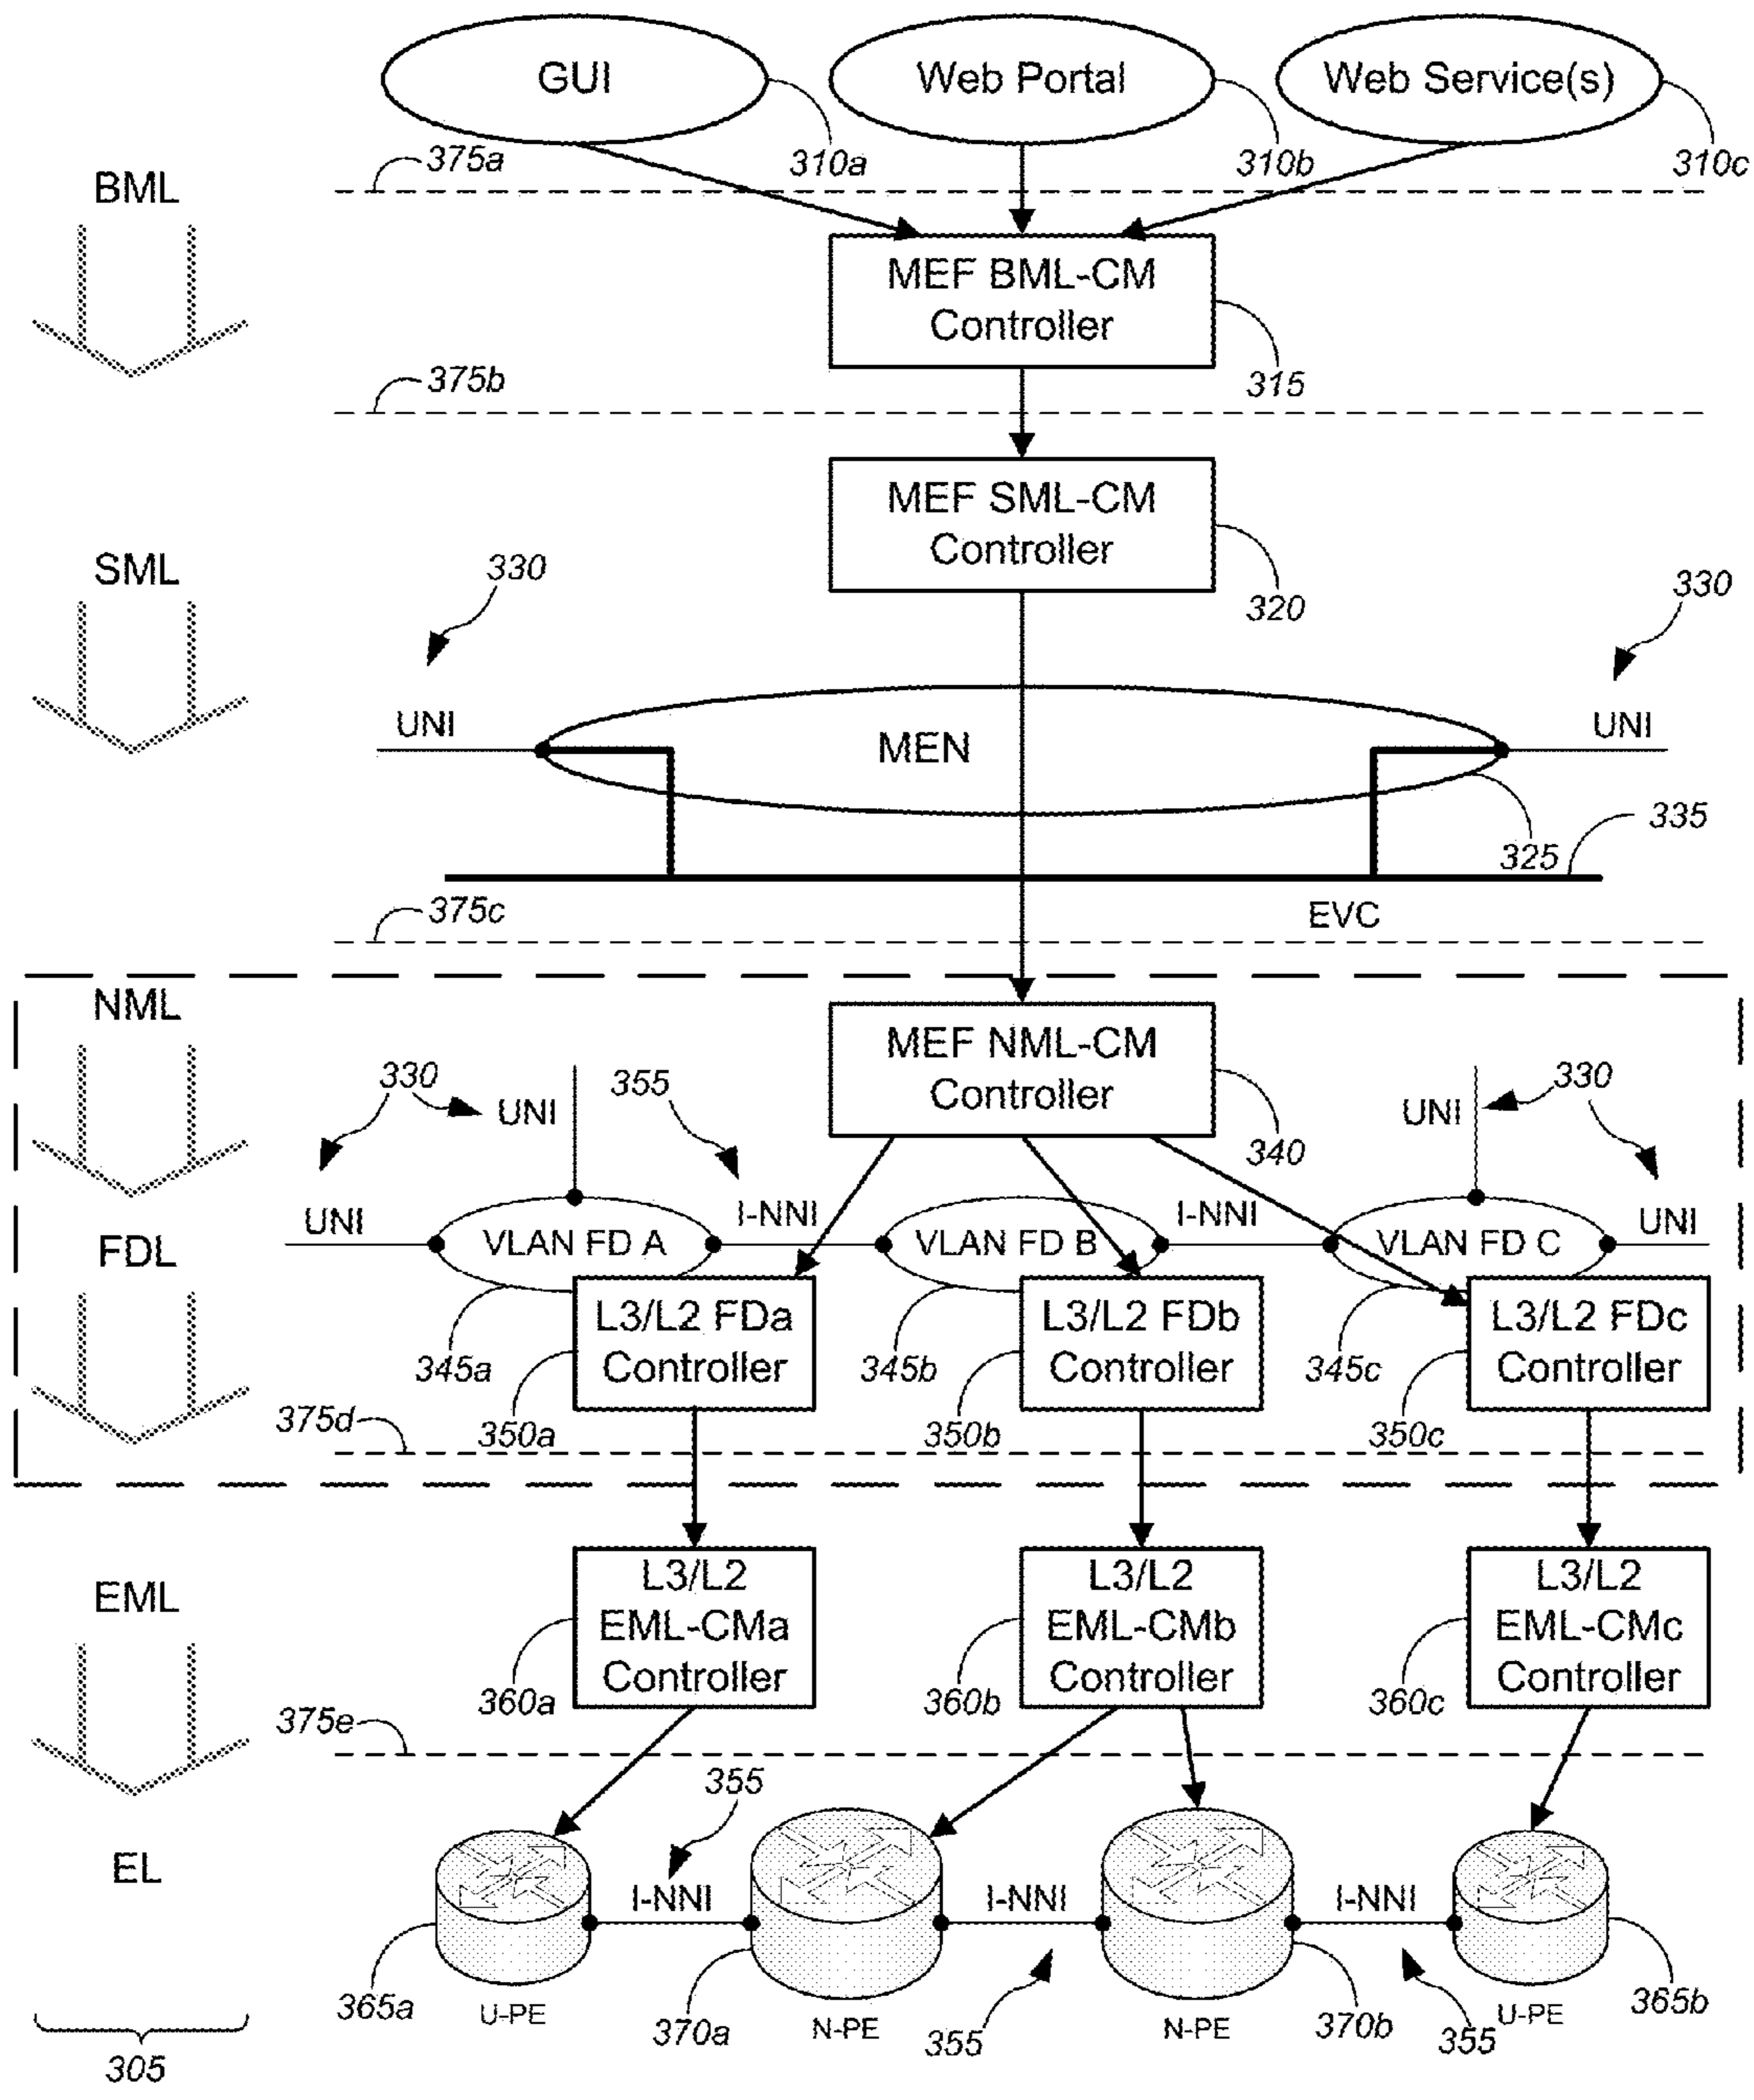 GUI
Web Portal
Web Service(s)
375a
310a
310b
310c
BML
MEF BML-CM
Controller
375b
315
MEF SML-CM
Controller
SML
330
330
320
UNI
MEN
UNI
335
325
375c
EVC
NML
MEF NML-CM
Controller
330
355
330
UNI
UNI
340
UNI
I-NNI
I-NNI
UNI
FDL
VLAN FD A
VLAN FD B
VLAN FD C
L3/L2 FDa
Controller
L3/L2 FDb
Controller
L3/L2 FDc
Controller
345a
345b
345c
375d
350a
350b
350c
EML
L3/L2
EML-CMa
Controller
L3/L2
EML-CMb
Controller
L3/L2
EML-CMc
Controller
360a
360b
360c
375e
355
EL
I-NNI
I-NNI
I-NNI
365a
U-PE
370a
N-PE
355
N-PE
370b
355
U-PE
365b
305